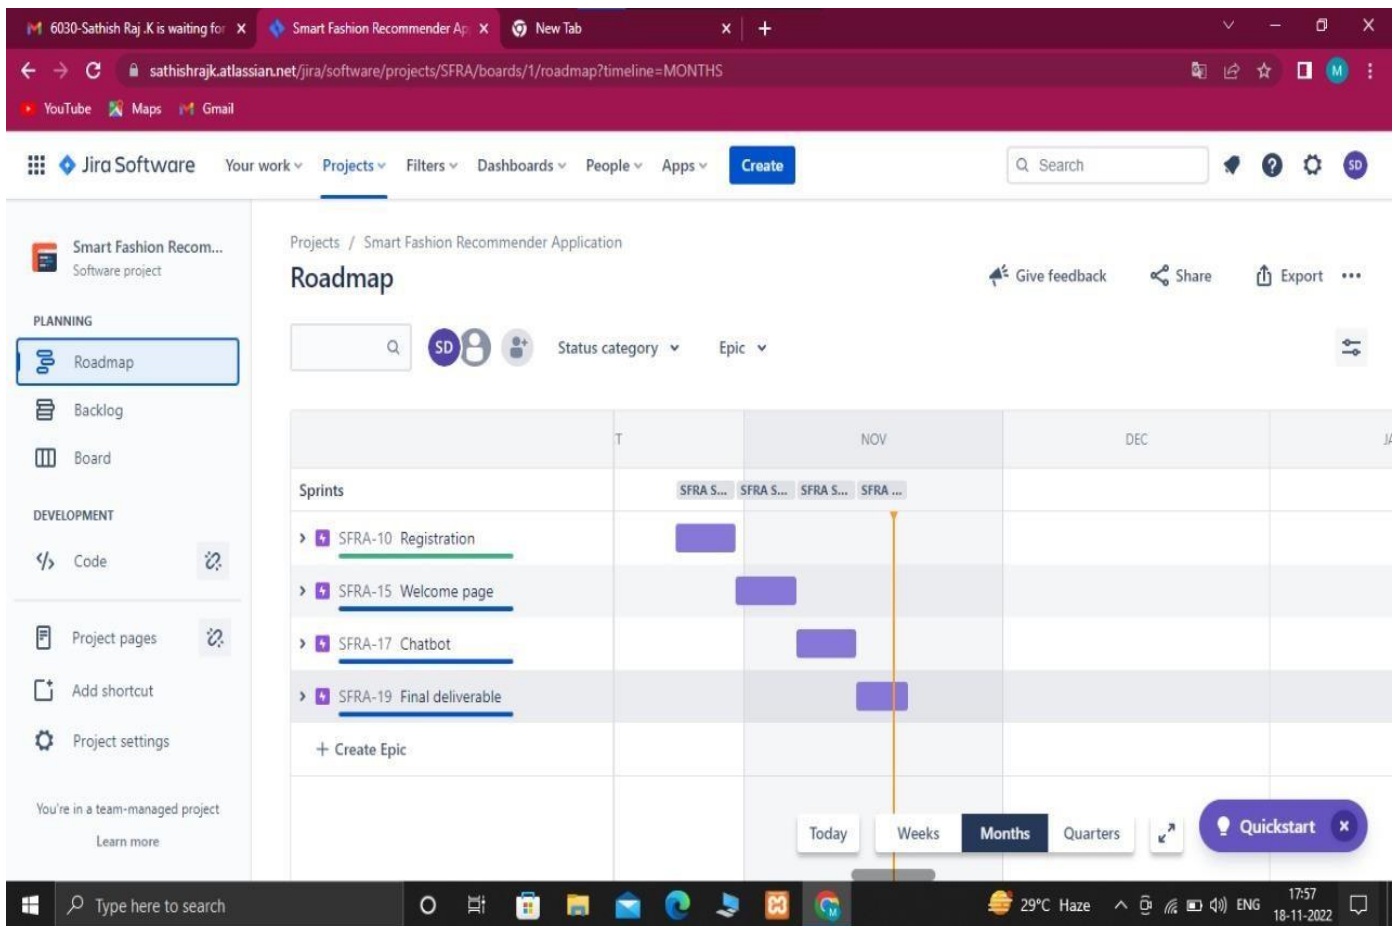 6030-Sathish Raj .K is waiting for
Smart Fashion Recommender Ap
New Tab
sathishrajk.atlassian.net/jira/software/projects/SFRA/boards/1/roadmap?timeline=MONTHS
M
YouTube Maps Gmail
Jira Software Your work Projects Filters Dashboards People Apps Create Search SD
Smart Fashion Recom...
Software project
PLANNING
Roadmap
Backlog
Board
DEVELOPMENT
Code
Project pages
Add shortcut
Project settings
You're in a team-managed project
Learn more
Projects / Smart Fashion Recommender Application
Roadmap
Give feedback Share Export
SD Status category Epic
T NOV DEC JA
Sprints SFRA S... SFRA S... SFRA S... SFRA ...
SFRA-10 Registration
SFRA-15 Welcome page
SFRA-17 Chatbot
SFRA-19 Final deliverable
+ Create Epic
Today Weeks Months Quarters
Quickstart
Type here to search
29°C Haze
ENG
17:57
18-11-2022